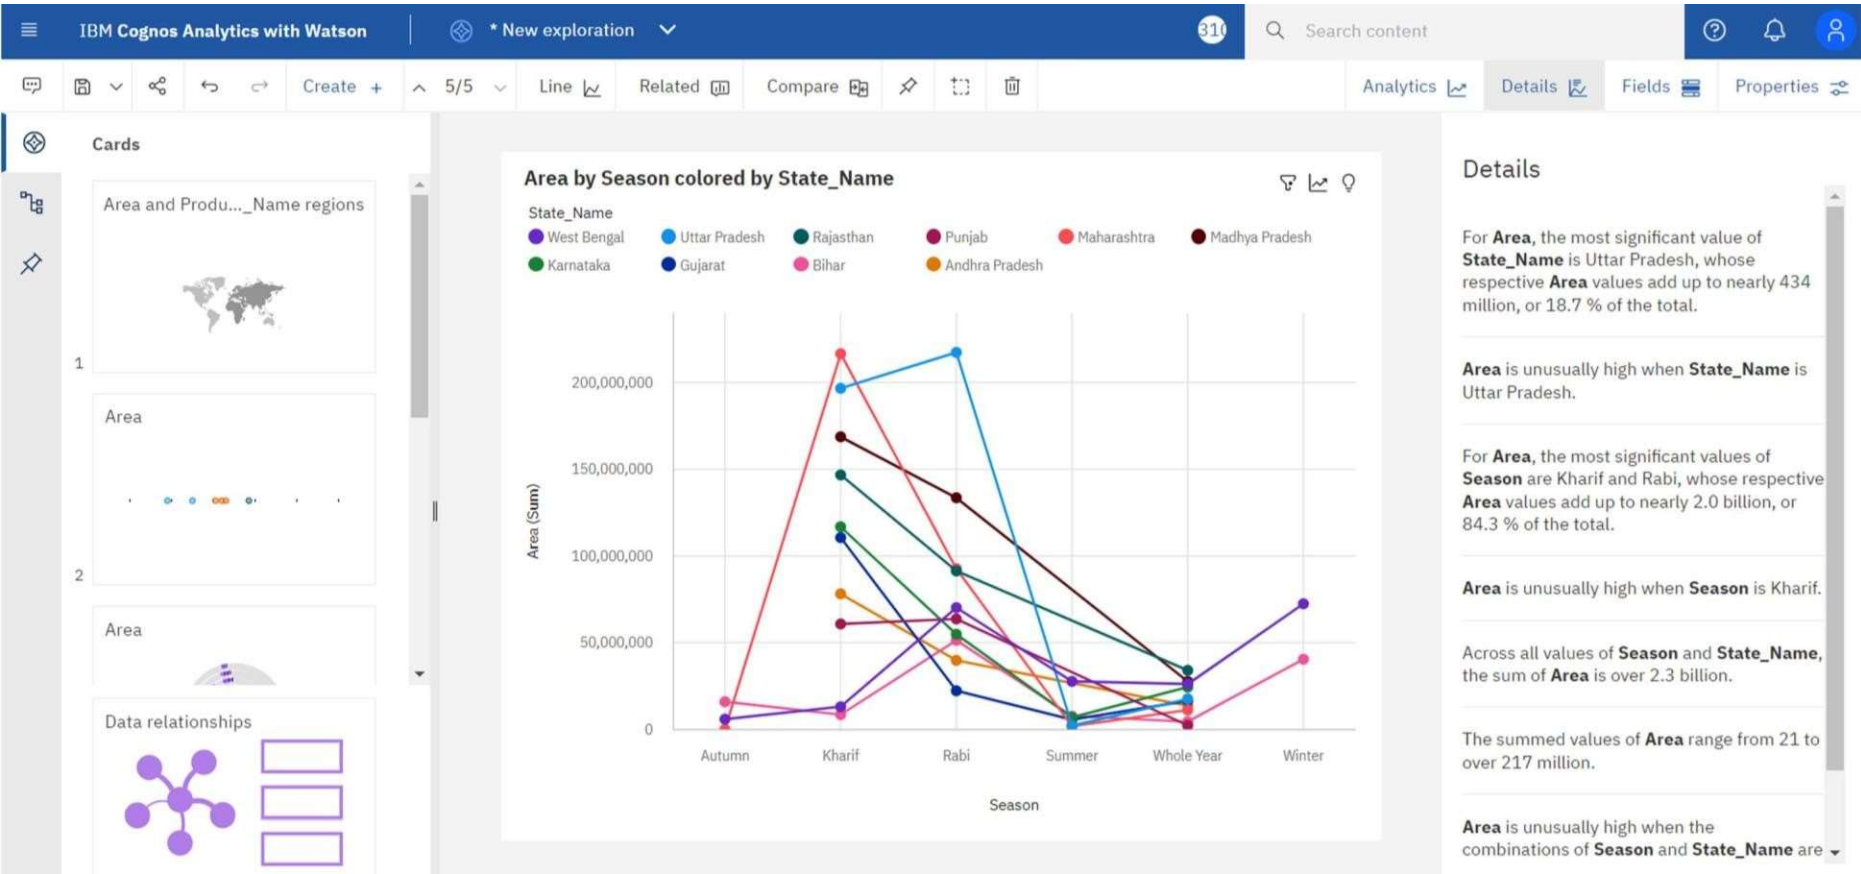 IBM Cognos Analytics with Watson
* New exploration
310
Search content
Create +
5/5
Line
Related
Compare
Analytics
Details
Fields
Properties
Cards
Area and Produ..._Name regions
1
Area
2
Area
Data relationships
Area by Season colored by State_Name
State_Name
West Bengal
Uttar Pradesh
Rajasthan
Punjab
Maharashtra
Madhya Pradesh
Karnataka
Gujarat
Bihar
Andhra Pradesh
Area (Sum)
200,000,000
150,000,000
100,000,000
50,000,000
0
Autumn
Kharif
Rabi
Summer
Whole Year
Winter
Season
Details
For Area, the most significant value of
State_Name is Uttar Pradesh, whose
respective Area values add up to nearly 434
million, or 18.7 % of the total.
Area is unusually high when State_Name is
Uttar Pradesh.
For Area, the most significant values of
Season are Kharif and Rabi, whose respective
Area values add up to nearly 2.0 billion, or
84.3 % of the total.
Area is unusually high when Season is Kharif.
Across all values of Season and State_Name,
the sum of Area is over 2.3 billion.
The summed values of Area range from 21 to
over 217 million.
Area is unusually high when the
combinations of Season and State_Name are